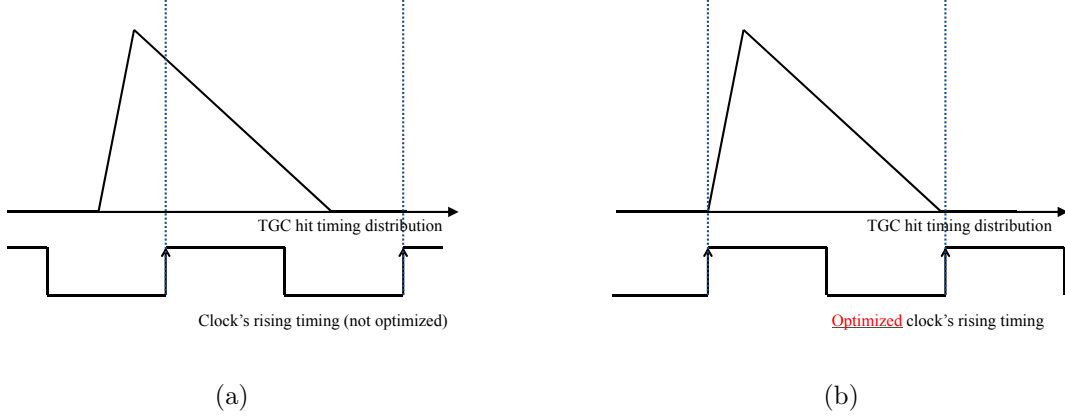 TGC hit timing distribution
Clock's rising timing (not optimized)
(a)
TGC hit timing distribution
Optimized clock's rising timing
(b)